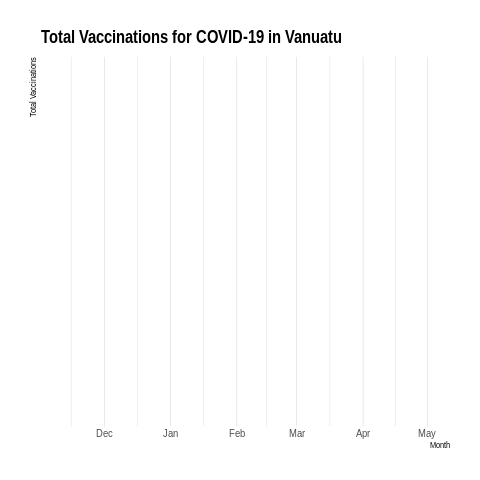 Total Vaccinations for COVID-19 in Vanuatu
Total Vaccinations
Dec Jan Feb Mar Apr May
Month